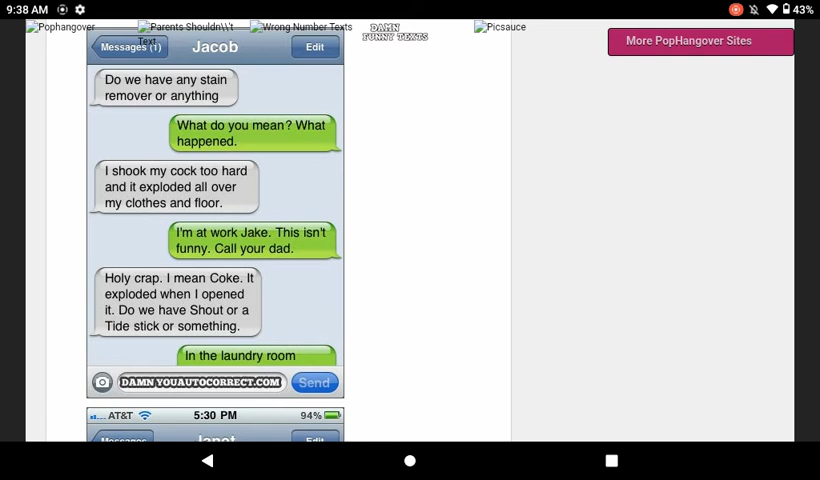 9:38 AM
43%
Pophangover
Parents Shouldn\\'t
Text
Wrong Number Texts
DAMN
FUNNY TEXTS
Picsauce
More PopHangover Sites
Messages (1)
Jacob
Edit
Do we have any stain
remover or anything
What do you mean? What
happened.
I shook my cock too hard
and it exploded all over
my clothes and floor.
I'm at work Jake. This isn't
funny. Call your dad.
Holy crap. I mean Coke. It
exploded when I opened
it. Do we have Shout or a
Tide stick or something.
In the laundry room
DAMNYOUAUTOCORRECT.COM
Send
AT&T
5:30 PM
94%
Messages
Janet
Edit